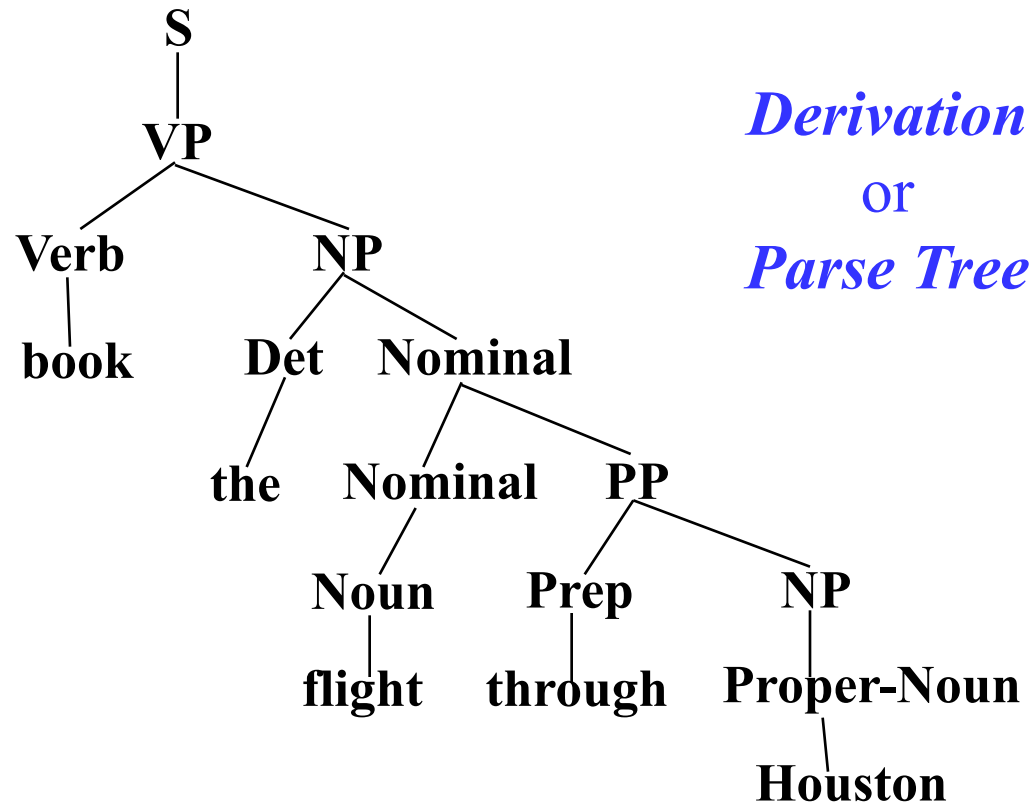 S
Derivation
VP
or
Verb NP
Parse Tree
book Det Nominal
the Nominal PP
Noun Prep NP
flight through Proper-Noun
Houston